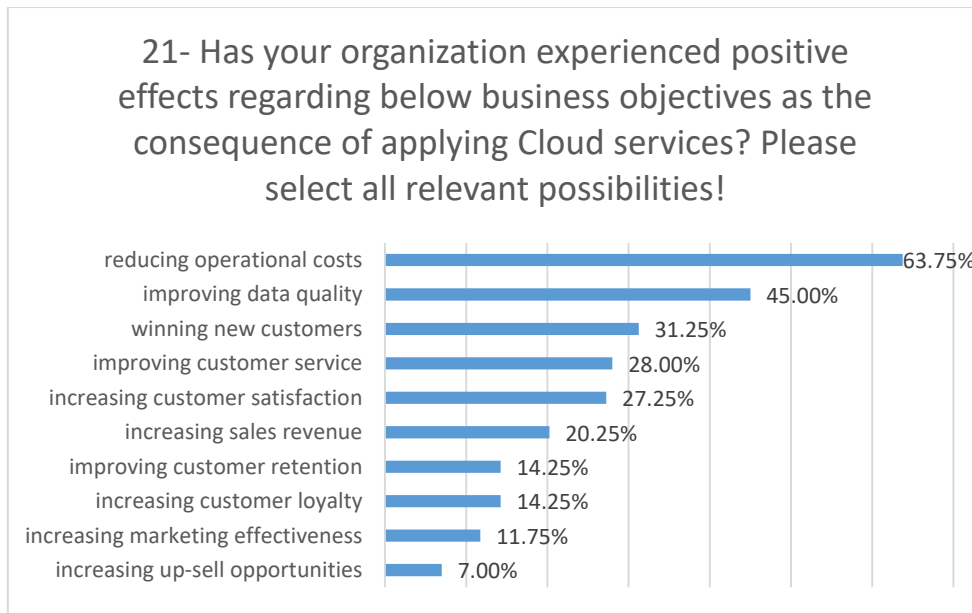 21- Has your organization experienced positive
effects regarding below business objectives as the
consequence of applying Cloud services? Please
select all relevant possibilities!
reducing operational costs 63.75%
improving data quality 45.00%
winning new customers 31.25%
improving customer service 28.00%
increasing customer satisfaction 27.25%
increasing sales revenue 20.25%
improving customer retention 14.25%
increasing customer loyalty 14.25%
increasing marketing effectiveness 11.75%
increasing up-sell opportunities 7.00%